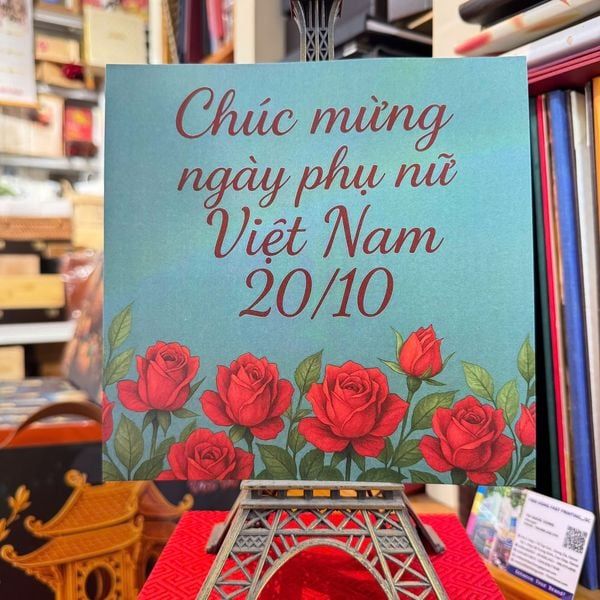 Chúc mừng
ngày phụ nữ
Việt Nam
20/10